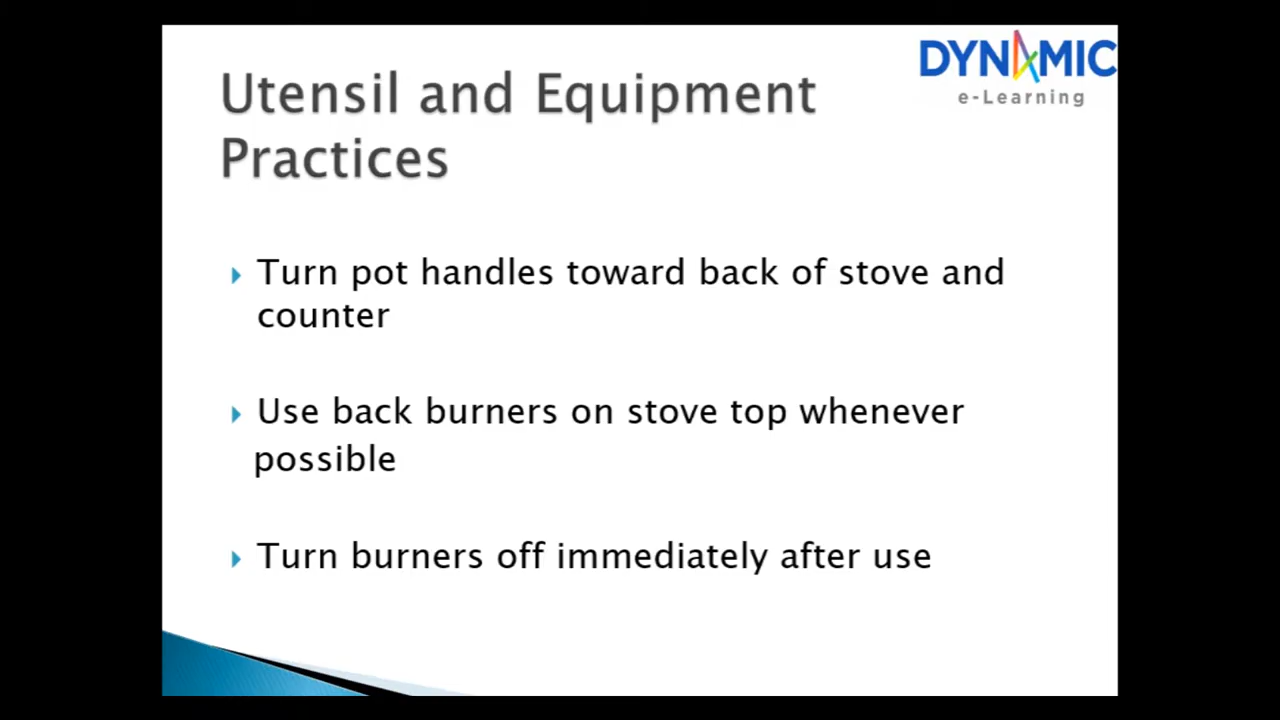 DYNAMIC
e-Learning
Utensil and Equipment
Practices
Turn pot handles toward back of stove and
counter
Use back burners on stove top whenever
possible
Turn burners off immediately after use